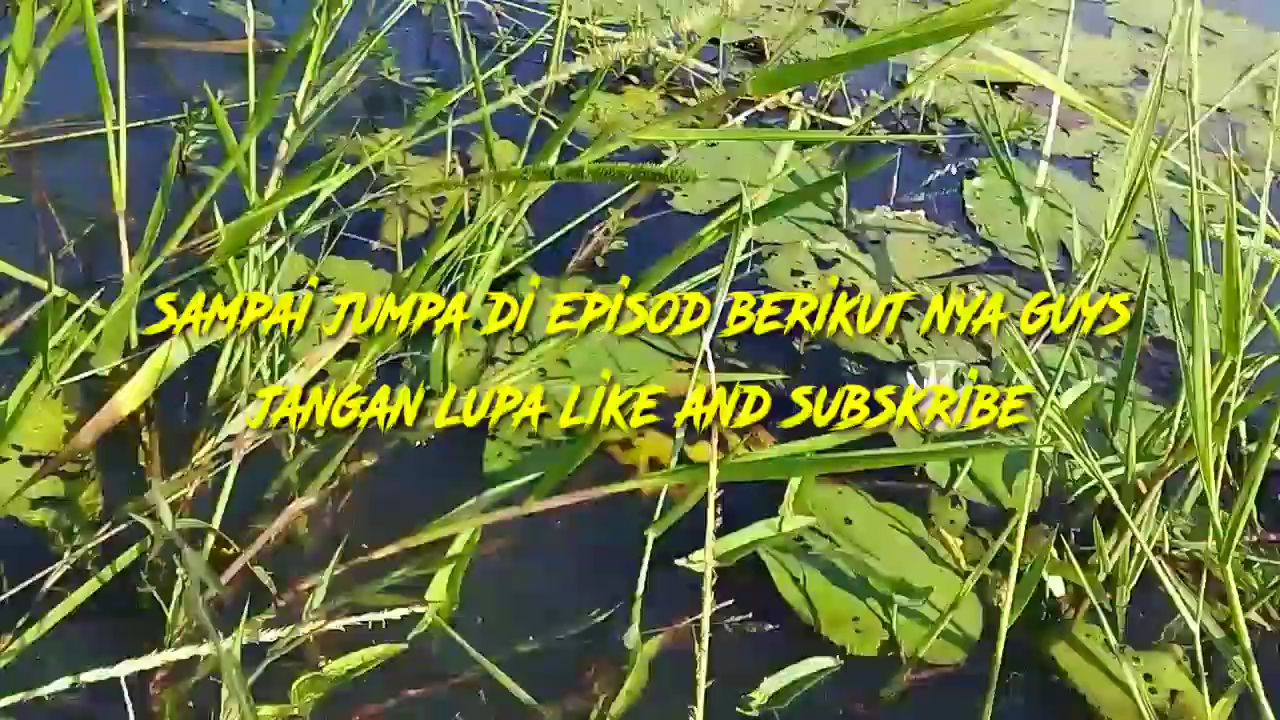 SAMPAI JUMPA DI EPISOD BERIKUT NYA GUYS
JANGAN LUPA LIKE AND SUBSKRIBE